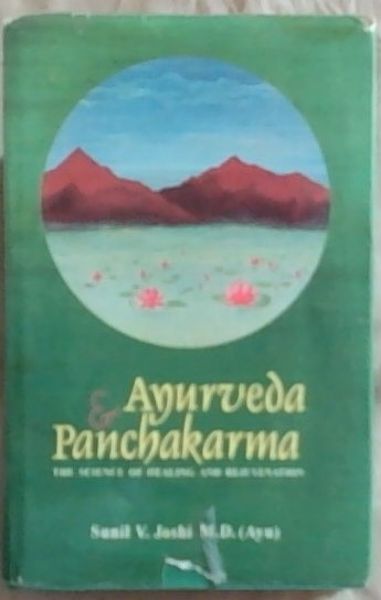 Ayurveda
& Panchakarma
THE SCIENCE OF HEALING AND REJUVENATION
Sunil V. Joshi M.D. (Ayu)